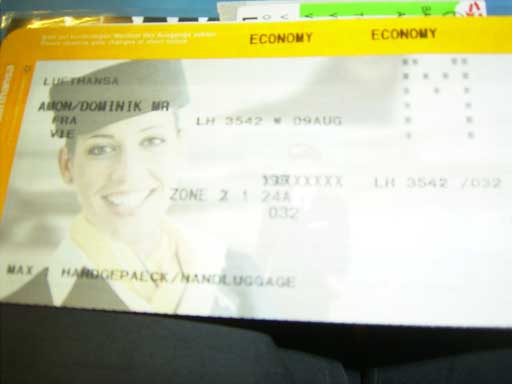 ECONOMY ECONOMY
LUFTHANSA
AMON/DOMINIK MR
FRA LH 3542 M 09AUG
VIE
LH 3542 /032
ZONE 1 24A
032
MAX 1 HANDGEPAECK/HANDLUGGAGE